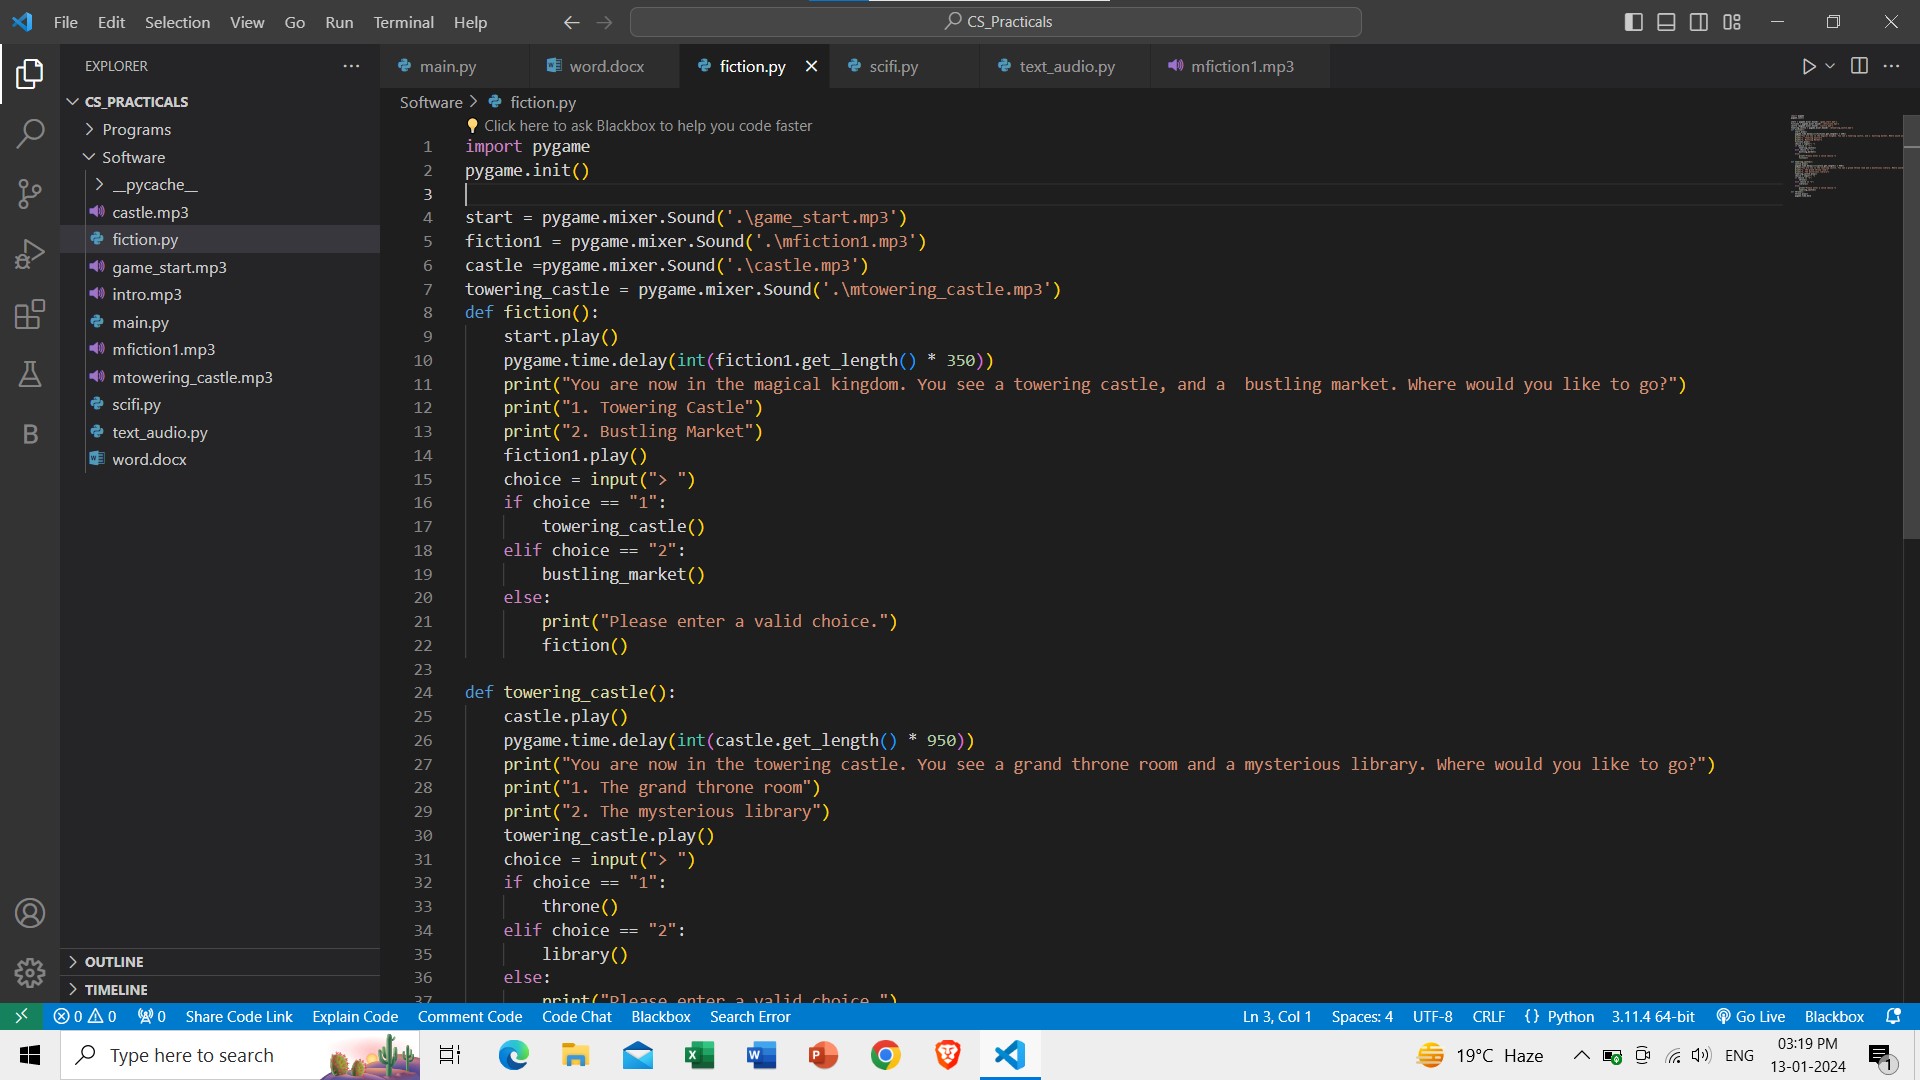 File Edit Selection View Go Run Terminal Help
CS_Practicals
EXPLORER
CS_PRACTICALS
Programs
Software
__pycache__
castle.mp3
fiction.py
game_start.mp3
intro.mp3
main.py
mfiction1.mp3
mtowering_castle.mp3
scifi.py
text_audio.py
word.docx
OUTLINE
TIMELINE
main.py word.docx fiction.py scifi.py text_audio.py mfiction1.mp3
Software > fiction.py
Click here to ask Blackbox to help you code faster
1 import pygame
2 pygame.init()
3
4 start = pygame.mixer.Sound('.\game_start.mp3')
5 fiction1 = pygame.mixer.Sound('.\mfiction1.mp3')
6 castle =pygame.mixer.Sound('.\castle.mp3')
7 towering_castle = pygame.mixer.Sound('.\mtowering_castle.mp3')
8 def fiction():
9 start.play()
10 pygame.time.delay(int(fiction1.get_length() * 350))
11 print("You are now in the magical kingdom. You see a towering castle, and a  bustling market. Where would you like to go?")
12 print("1. Towering Castle")
13 print("2. Bustling Market")
14 fiction1.play()
15 choice = input("> ")
16 if choice == "1":
17 towering_castle()
18 elif choice == "2":
19 bustling_market()
20 else:
21 print("Please enter a valid choice.")
22 fiction()
23
24 def towering_castle():
25 castle.play()
26 pygame.time.delay(int(castle.get_length() * 950))
27 print("You are now in the towering castle. You see a grand throne room and a mysterious library. Where would you like to go?")
28 print("1. The grand throne room")
29 print("2. The mysterious library")
30 towering_castle.play()
31 choice = input("> ")
32 if choice == "1":
33 throne()
34 elif choice == "2":
35 library()
36 else:
37 print("Please enter a valid choice.")
0 0 0 Share Code Link Explain Code Comment Code Code Chat Blackbox Search Error Ln 3, Col 1 Spaces: 4 UTF-8 CRLF {} Python 3.11.4 64-bit Go Live Blackbox
Type here to search 19°C Haze ENG 03:19 PM
13-01-2024
1